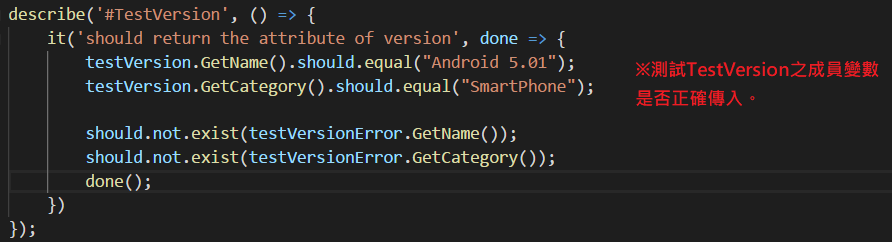 describe('#TestVersion', () => {
    it('should return the attribute of version', done => {
        testVersion.GetName().should.equal("Android 5.01");
        testVersion.GetCategory().should.equal("SmartPhone");
※測試TestVersion之成員變數
是否正確傳入。
        should.not.exist(testVersionError.GetName());
        should.not.exist(testVersionError.GetCategory());
        done();
    })
});